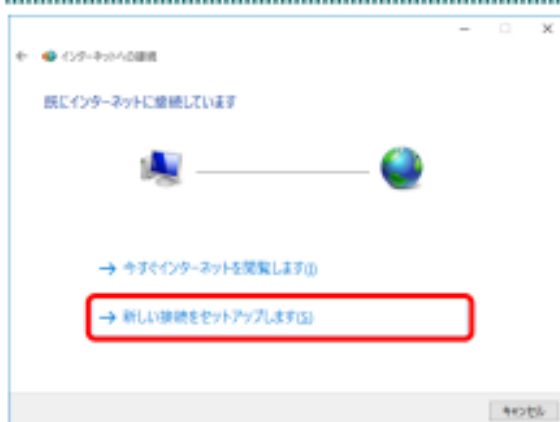 インターネットへの接続
既にインターネットに接続しています
→ 今すぐインターネットを閲覧します(I)
→ 新しい接続をセットアップします(S)
キャンセル